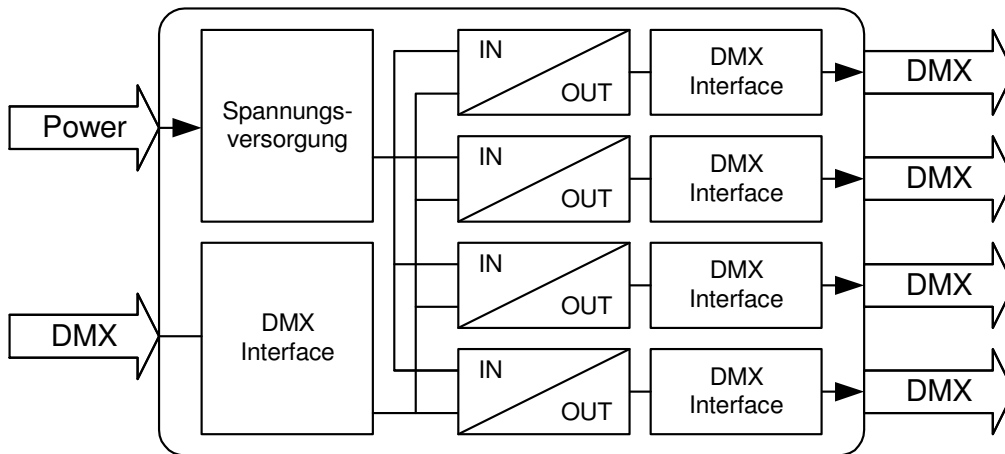 Power
Spannungs-
versorgung
DMX
DMX
Interface
IN
OUT
DMX
Interface
DMX
IN
OUT
DMX
Interface
DMX
IN
OUT
DMX
Interface
DMX
IN
OUT
DMX
Interface
DMX